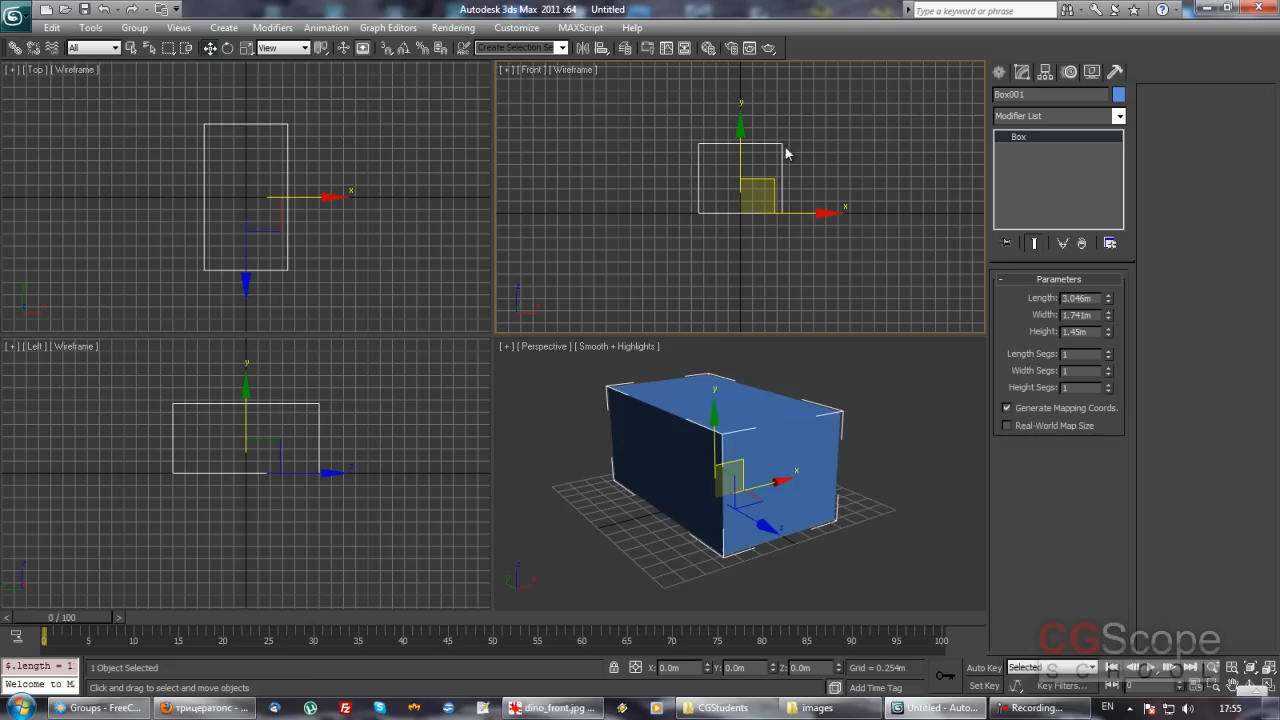 Autodesk 3ds Max 2011 x64 Untitled
Type a keyword or phrase
Edit Tools Group Views Create Modifiers Animation Graph Editors Rendering Customize MAXScript Help
All View Create Selection Se
[ + ] [ Top ] [ Wireframe ]
[ + ] [ Front ] [ Wireframe ]
x
y
x
Box001
Modifier List
Box
Parameters
Length: 3.046m
Width: 1.741m
Height: 1.45m
Length Segs: 1
Width Segs: 1
Height Segs: 1
Generate Mapping Coords.
Real-World Map Size
[ + ] [ Left ] [ Wireframe ]
[ + ] [ Perspective ] [ Smooth + Highlights ]
y
z
y
x
z
0 / 100
0 5 10 15 20 25 30 35 40 45 50 55 60 65 70 75 80 85 90 95 100
CGScope
SCHOOL
$.length = 1
Welcome to M
1 Object Selected
X: 0.0m Y: 0.0m Z: 0.0m Grid = 0.254m
Auto Key Selected
Click and drag to select and move objects
Add Time Tag
Set Key Key Filters... 0
Groups - FreeC... трицератопс - ... dino_front.jpg ... CGStudents images Untitled - Auto... Recording...
EN 17:55